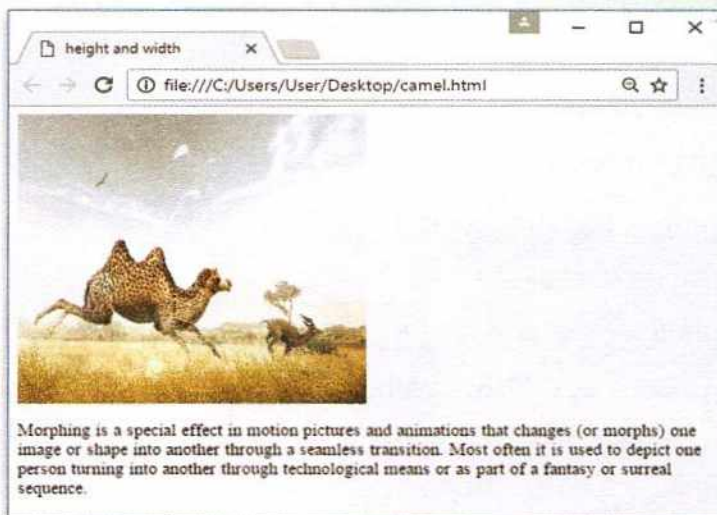 height and width
file:///C:/Users/User/Desktop/camel.html
Morphing is a special effect in motion pictures and animations that changes (or morphs) one
image or shape into another through a seamless transition. Most often it is used to depict one
person turning into another through technological means or as part of a fantasy or surreal
sequence.